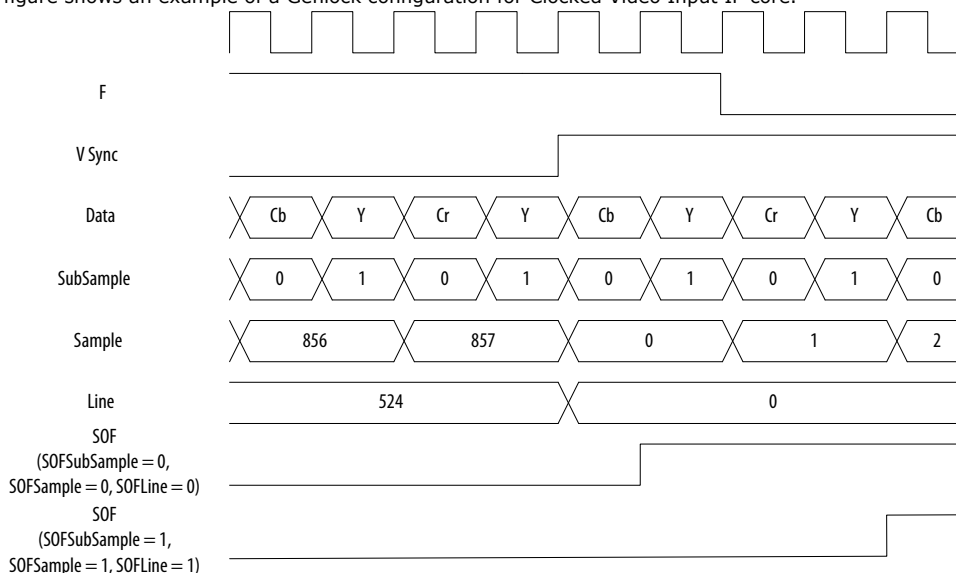 figure shows an example of a Genlock configuration for Clocked Video Input IP core.
F
V Sync
Data Cb Y Cr Y Cb Y Cr Y Cb
SubSample 0 1 0 1 0 1 0 1 0
Sample 856 857 0 1 2
Line 524 0
SOF
(SOFSubSample = 0,
SOFSample = 0, SOFLine = 0)
SOF
(SOFSubSample = 1,
SOFSample = 1, SOFLine = 1)